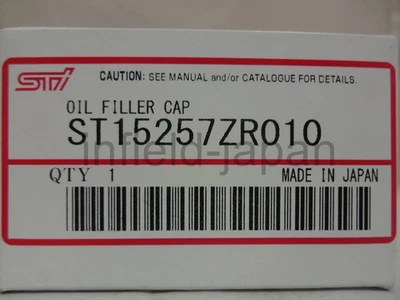 STi
CAUTION: SEE MANUAL and/or CATALOGUE FOR DETAILS.
OIL FILLER CAP
ST15257ZR010
infield-japan
QTY 1
MADE IN JAPAN